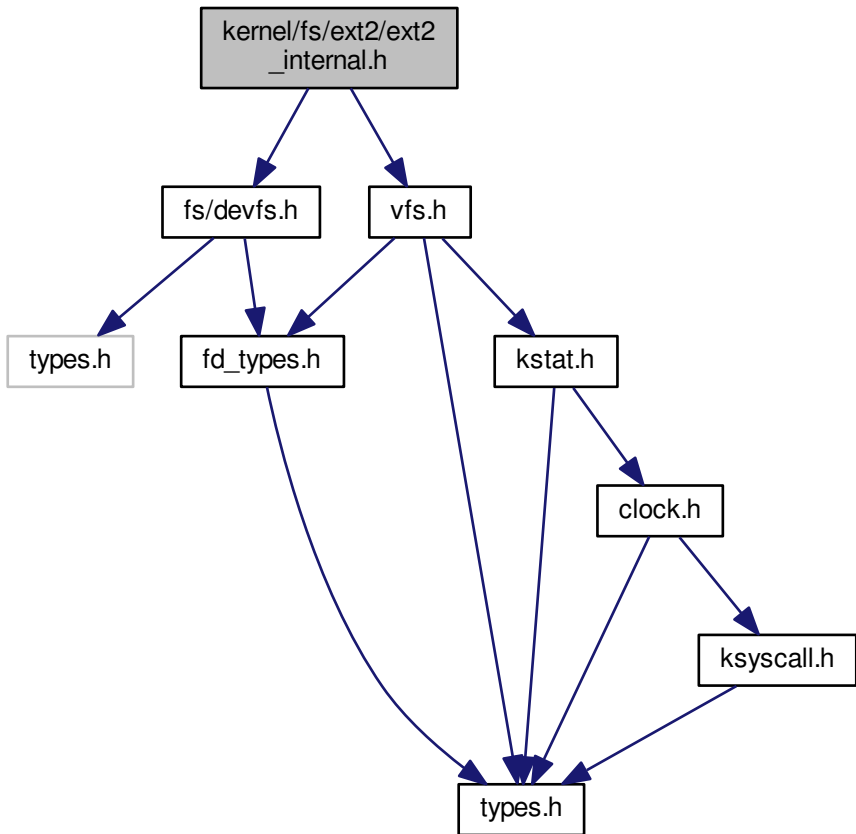 kernel/fs/ext2/ext2
_internal.h
fs/devfs.h
vfs.h
types.h
fd_types.h
kstat.h
clock.h
ksyscall.h
types.h